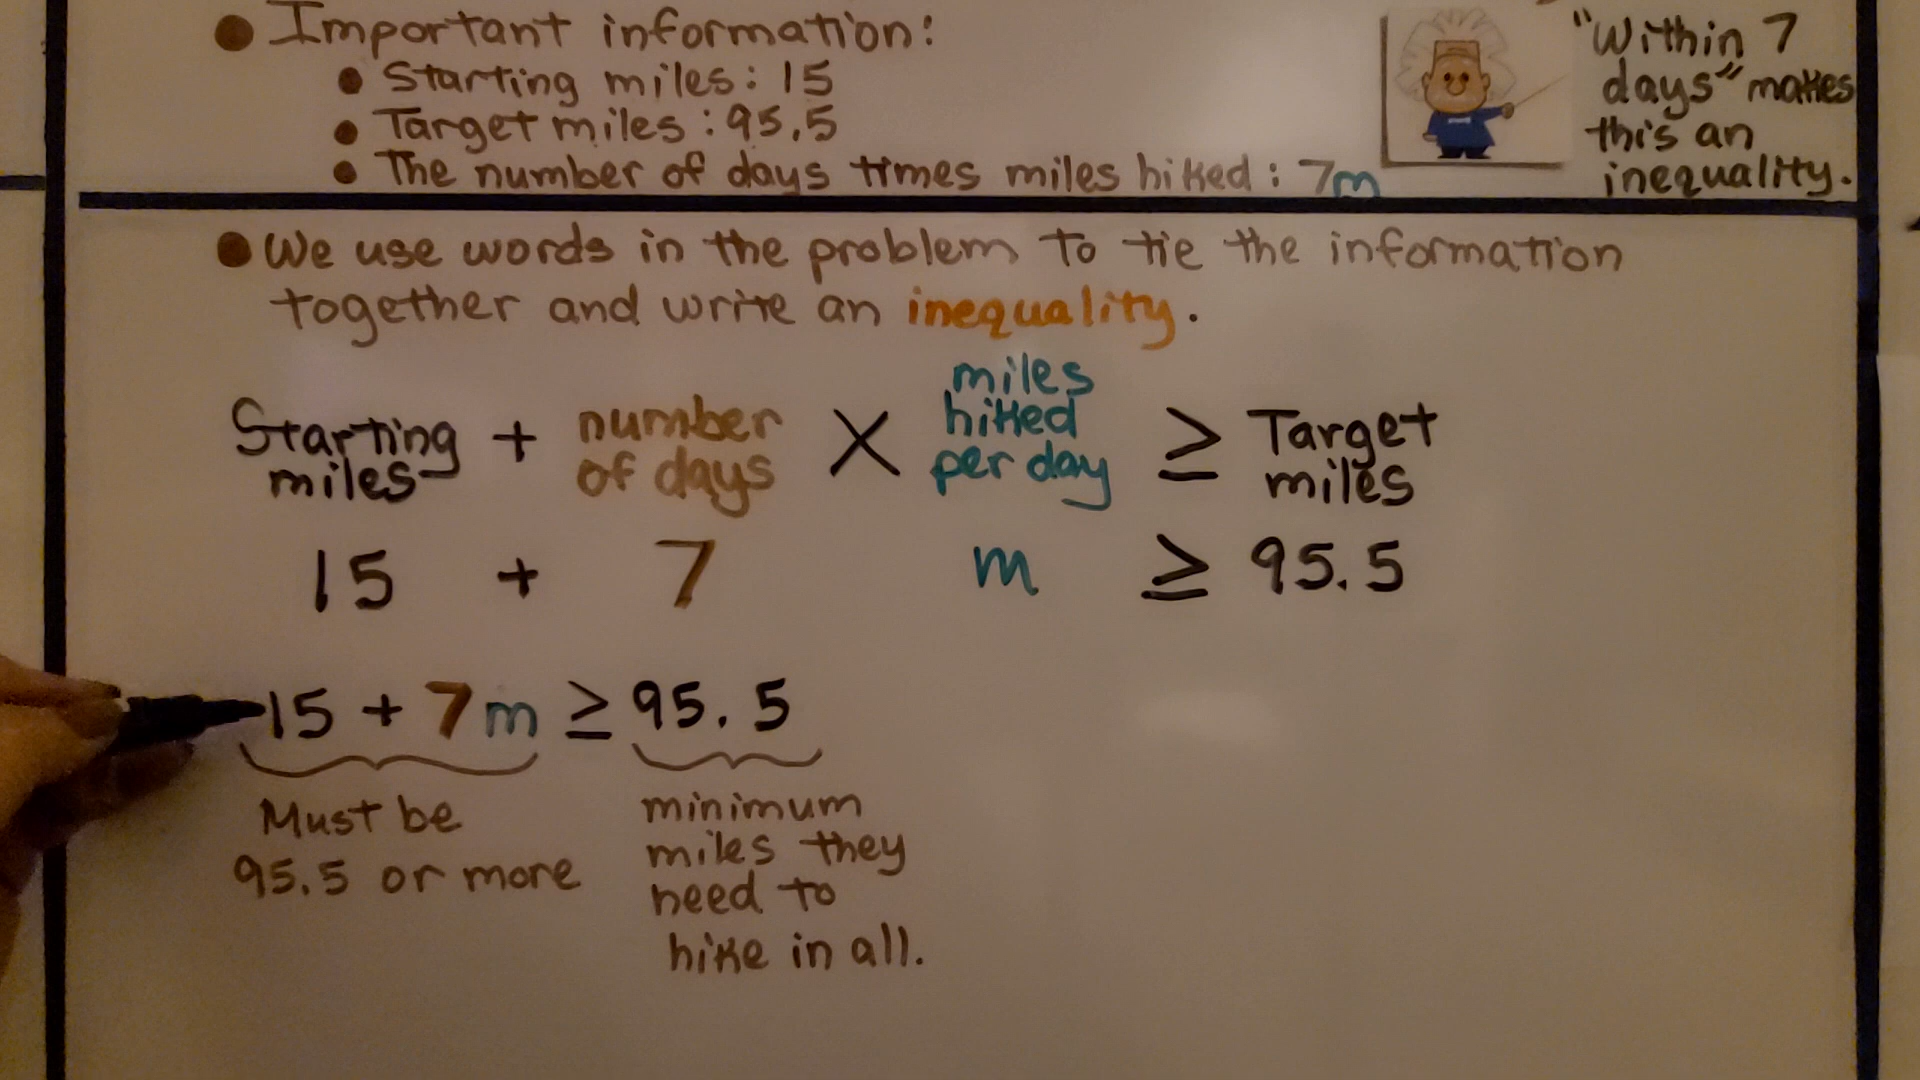 • Important information:
• Starting miles: 15
• Target miles: 95.5
• The number of days times miles hiked: 7m
"Within 7
days" makes
this an
inequality.
• We use words in the problem to tie the information
together and write an inequality.
Starting miles + number of days × miles hiked per day ≥ Target miles
15 + 7 m ≥ 95.5
15 + 7m ≥ 95.5
Must be
95.5 or more
minimum
miles they
need to
hike in all.